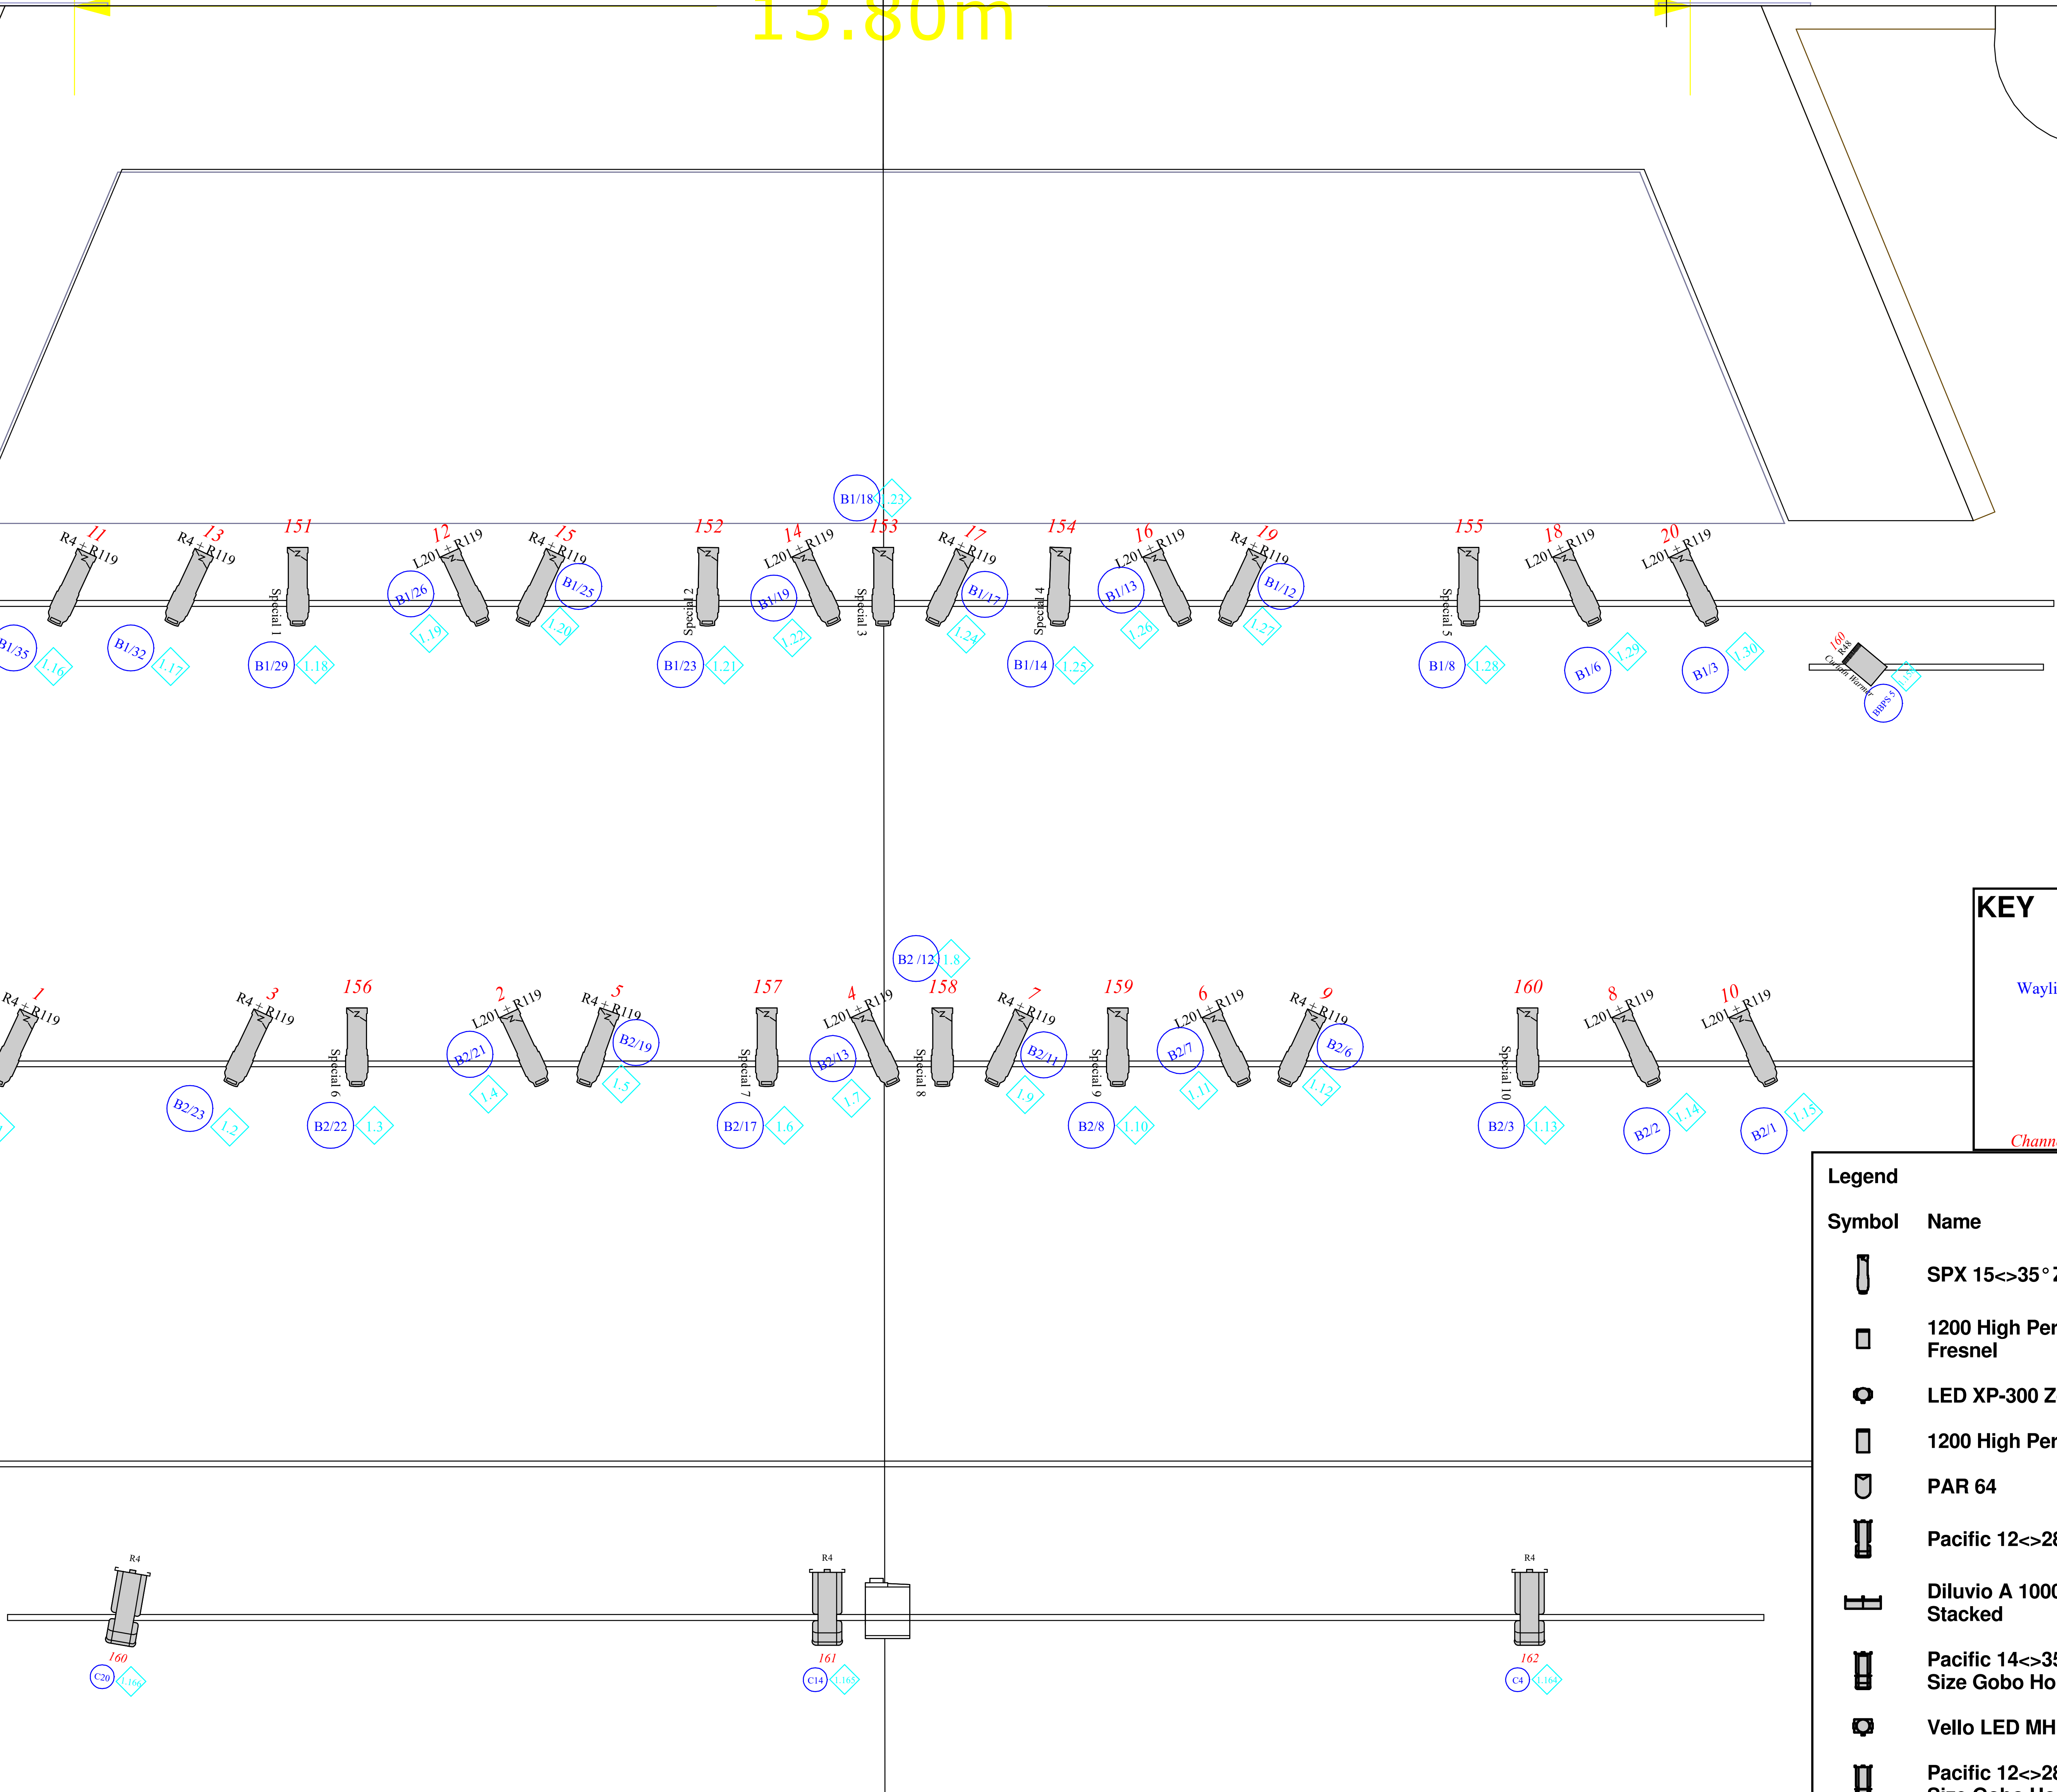 13.80m
B1/18 1.23
11 13 151 12 15 152 14 153 17 154 16 19 155 18 20
R4 + R119
R4 + R119
L201 + R119
R4 + R119
L201 + R119
R4 + R119
L201 + R119
R4 + R119
L201 + R119
L201 + R119
B1/26 B1/25 B1/19 B1/17 B1/13 B1/12
Special 1
Special 2
Special 3
Special 4
Special 5
1.19 1.20 1.22 1.24 1.26 1.27
B1/35 1.16 B1/32 1.17 B1/29 1.18 B1/23 1.21 B1/14 1.25 B1/8 1.28 B1/6 1.29 B1/3 1.30
160
R48
Curtain Warmer
BBPS 5
KEY
Wayli
Channe
B2 /12 1.8
1 3 156 2 5 157 4 158 7 159 6 9 160 8 10
R4 + R119
R4 + R119
L201 + R119
R4 + R119
L201 + R119
R4 + R119
L201 + R119
R4 + R119
L201 + R119
L201 + R119
B2/21 B2/19 B2/13 B2/11 B2/7 B2/6
Special 6
Special 7
Special 8
Special 9
Special 10
1.4 1.5 1.7 1.9 1.11 1.12
B2/23 1.2 B2/22 1.3 B2/17 1.6 B2/8 1.10 B2/3 1.13 B2/2 1.14 B2/1 1.15
Legend
Symbol Name
SPX 15<>35° Z
1200 High Per
Fresnel
LED XP-300 Z
1200 High Per
PAR 64
Pacific 12<>28
Diluvio A 1000
Stacked
Pacific 14<>35
Size Gobo Ho
Vello LED MH
Pacific 12<>28
R4 R4 R4
160 161 162
C20 1.166 C14 1.165 C4 1.164